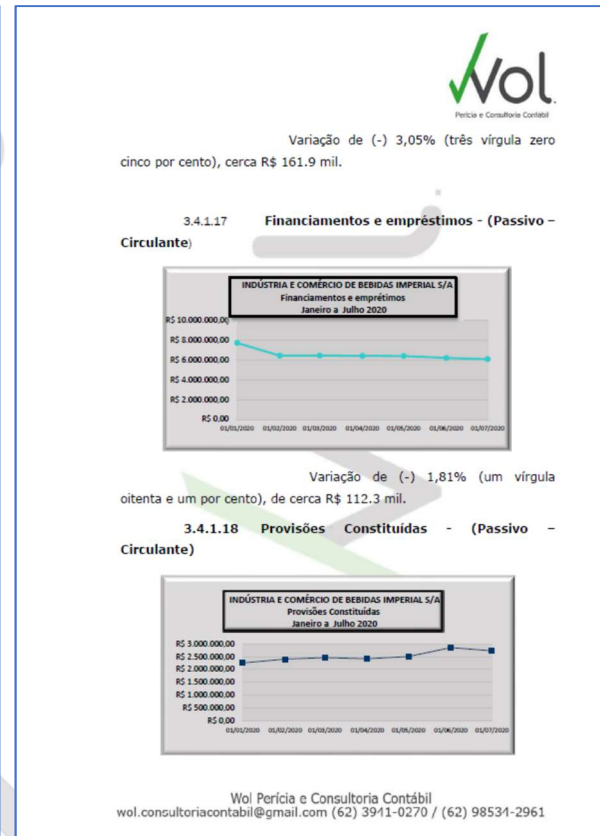 Wol.
Perícia e Consultoria Contábil
Variação de (-) 3,05% (três vírgula zero
cinco por cento), cerca R$ 161.9 mil.
3.4.1.17 Financiamentos e empréstimos - (Passivo –
Circulante)
INDÚSTRIA E COMÉRCIO DE BEBIDAS IMPERIAL S/A
Financiamentos e emprétimos
Janeiro a Julho 2020
R$ 10.000.000,00
R$ 8.000.000,00
R$ 6.000.000,00
R$ 4.000.000,00
R$ 2.000.000,00
R$ 0,00
01/01/2020 01/02/2020 01/03/2020 01/04/2020 01/05/2020 01/06/2020 01/07/2020
Variação de (-) 1,81% (um vírgula
oitenta e um por cento), de cerca R$ 112.3 mil.
3.4.1.18 Provisões Constituídas - (Passivo –
Circulante)
INDÚSTRIA E COMÉRCIO DE BEBIDAS IMPERIAL S/A
Provisões Constituídas
Janeiro a Julho 2020
R$ 3.000.000,00
R$ 2.500.000,00
R$ 2.000.000,00
R$ 1.500.000,00
R$ 1.000.000,00
R$ 500.000,00
R$ 0,00
01/01/2020 01/02/2020 01/03/2020 01/04/2020 01/05/2020 01/06/2020 01/07/2020
Wol Perícia e Consultoria Contábil
wol.consultoriacontabil@gmail.com (62) 3941-0270 / (62) 98534-2961